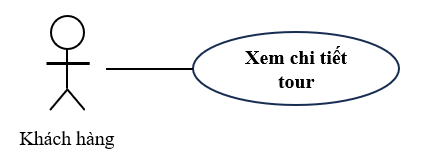 Xem chi tiết
tour
Khách hàng